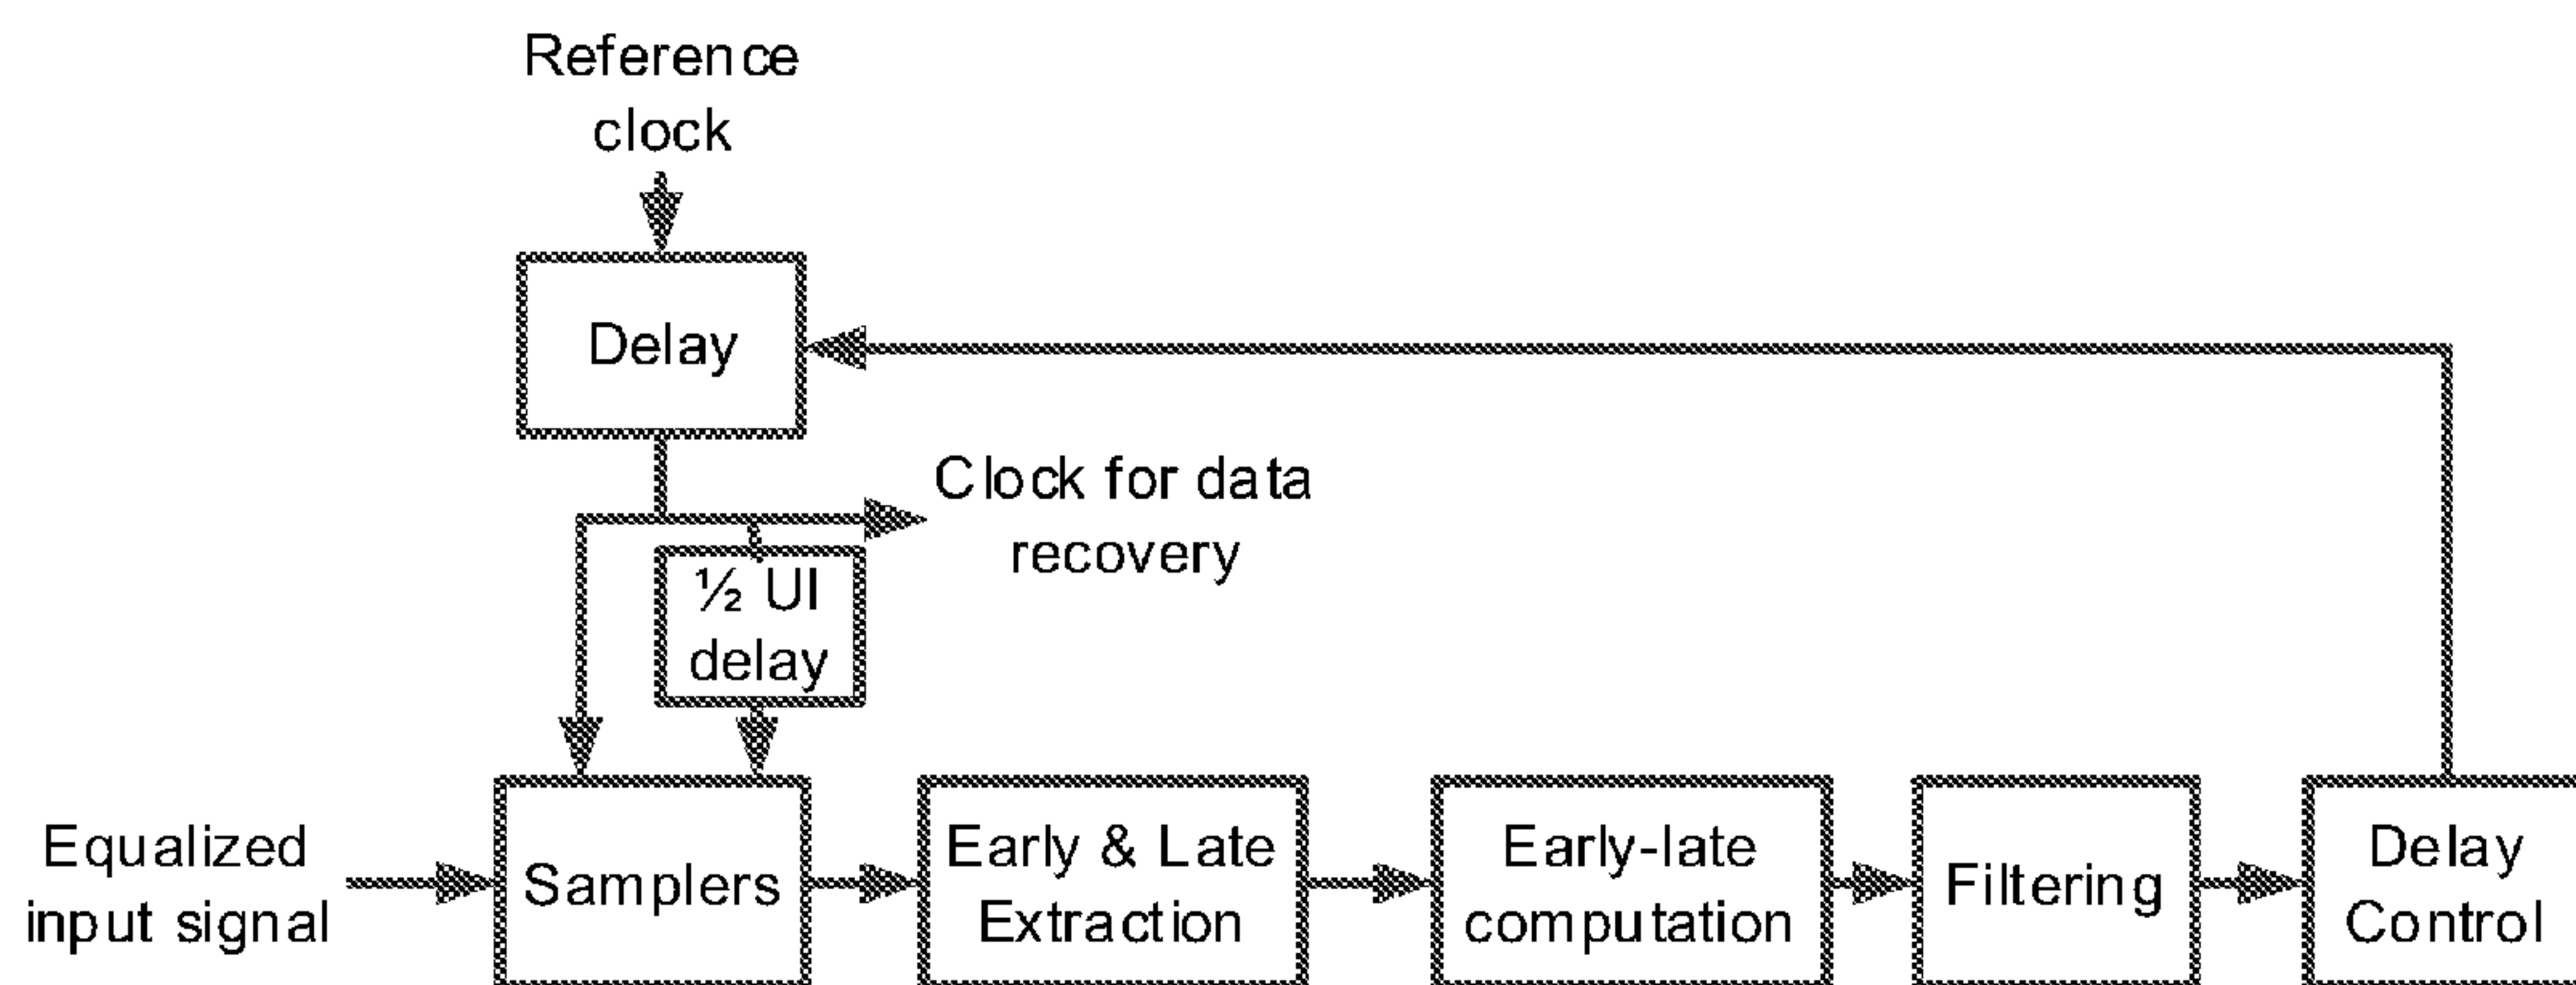 Reference
clock
Delay
Clock for data
recovery
½ UI
delay
Equalized
input signal
Samplers
Early & Late
Extraction
Early-late
computation
Filtering
Delay
Control